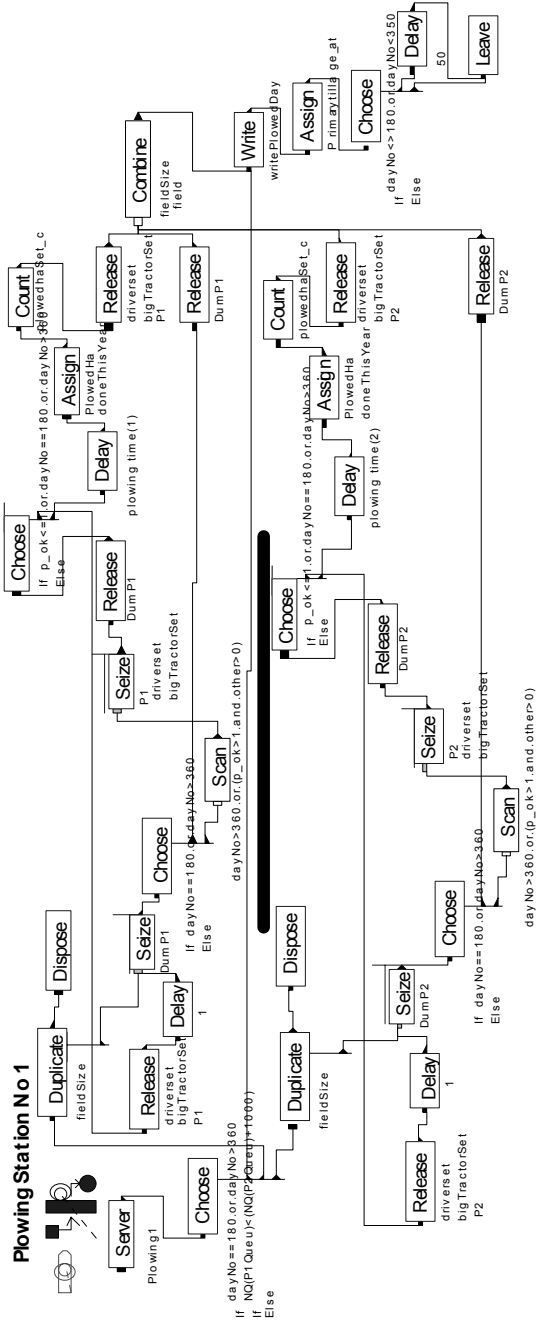 Plowing Station No 1
Server
Plowing1
Choose
If dayNo==180.or.dayNo>360
If NQ(P1Queu)<(NQ(P2Queu)+1000)
If
Else
Duplicate
fieldSize
Dispose
Release
driverset
bigTractorSet
P1
Delay
1
Seize
DumP1
Choose
If dayNo==180.or.dayNo>360
Else
Scan
dayNo>360.or.(p_ok>1.and.other>0)
Seize
P1
driverset
bigTractorSet
Release
DumP1
Choose
If p_ok<=1.or.dayNo==180.or.dayNo>360
Else
Delay
plowing time(1)
Assign
PlowedHa
doneThisYear
Count
plowedhaSet_c
Release
driverset
bigTractorSet
P1
Release
DumP1
Combine
fieldSize
field
Duplicate
fieldSize
Dispose
Release
driverset
bigTractorSet
P2
Delay
1
Seize
DumP2
Choose
If dayNo==180.or.dayNo>360
Else
Scan
dayNo>360.or.(p_ok>1.and.other>0)
Seize
P2
driverset
bigTractorSet
Release
DumP2
Choose
If p_ok<=1.or.dayNo==180.or.dayNo>360
Else
Delay
plowing time(2)
Assign
PlowedHa
doneThisYear
Count
plowedhaSet_c
Release
driverset
bigTractorSet
P2
Release
DumP2
Write
writePlowedDay
Assign
Primaytillage_at
Choose
If dayNo<>180.or.dayNo<350
Else
Delay
50
Leave